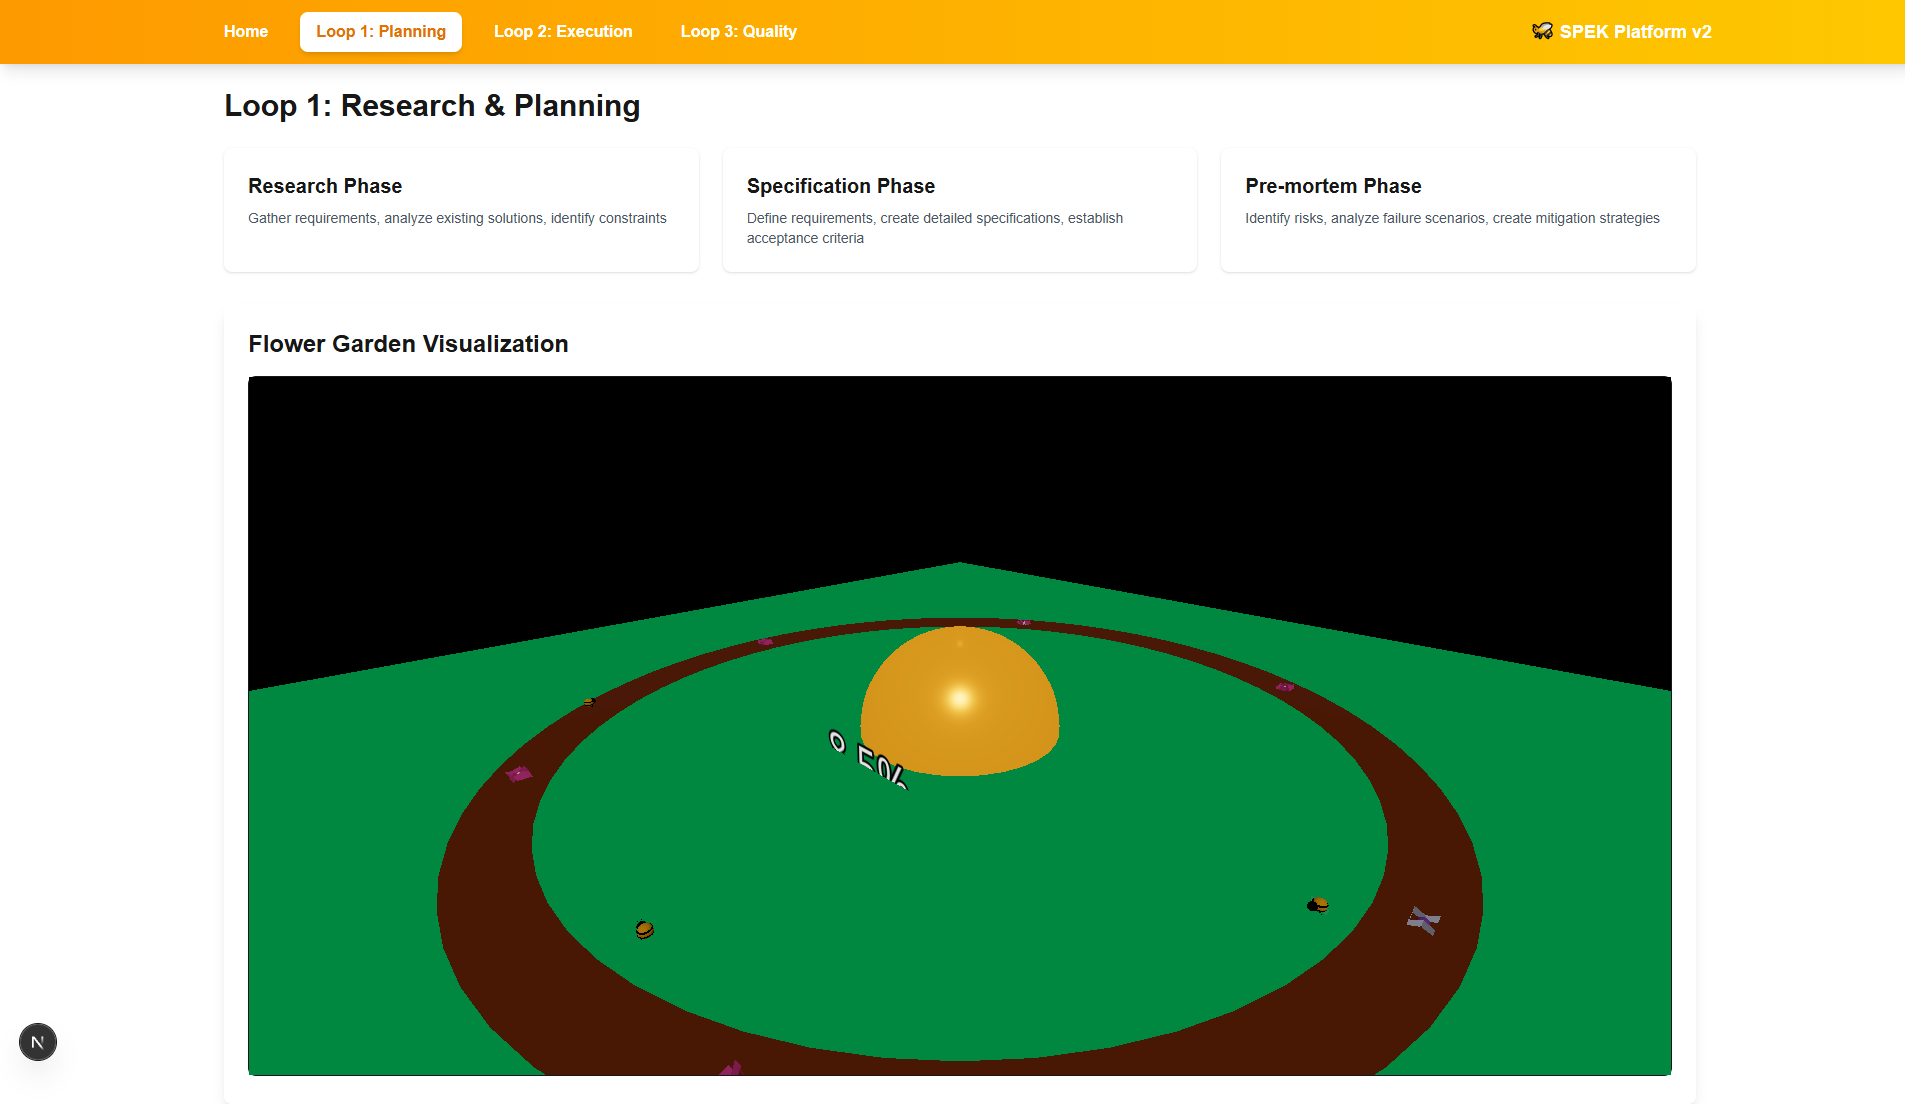 Home
Loop 1: Planning
Loop 2: Execution
Loop 3: Quality
SPEK Platform v2
Loop 1: Research & Planning
Research Phase
Gather requirements, analyze existing solutions, identify constraints
Specification Phase
Define requirements, create detailed specifications, establish
acceptance criteria
Pre-mortem Phase
Identify risks, analyze failure scenarios, create mitigation strategies
Flower Garden Visualization
N